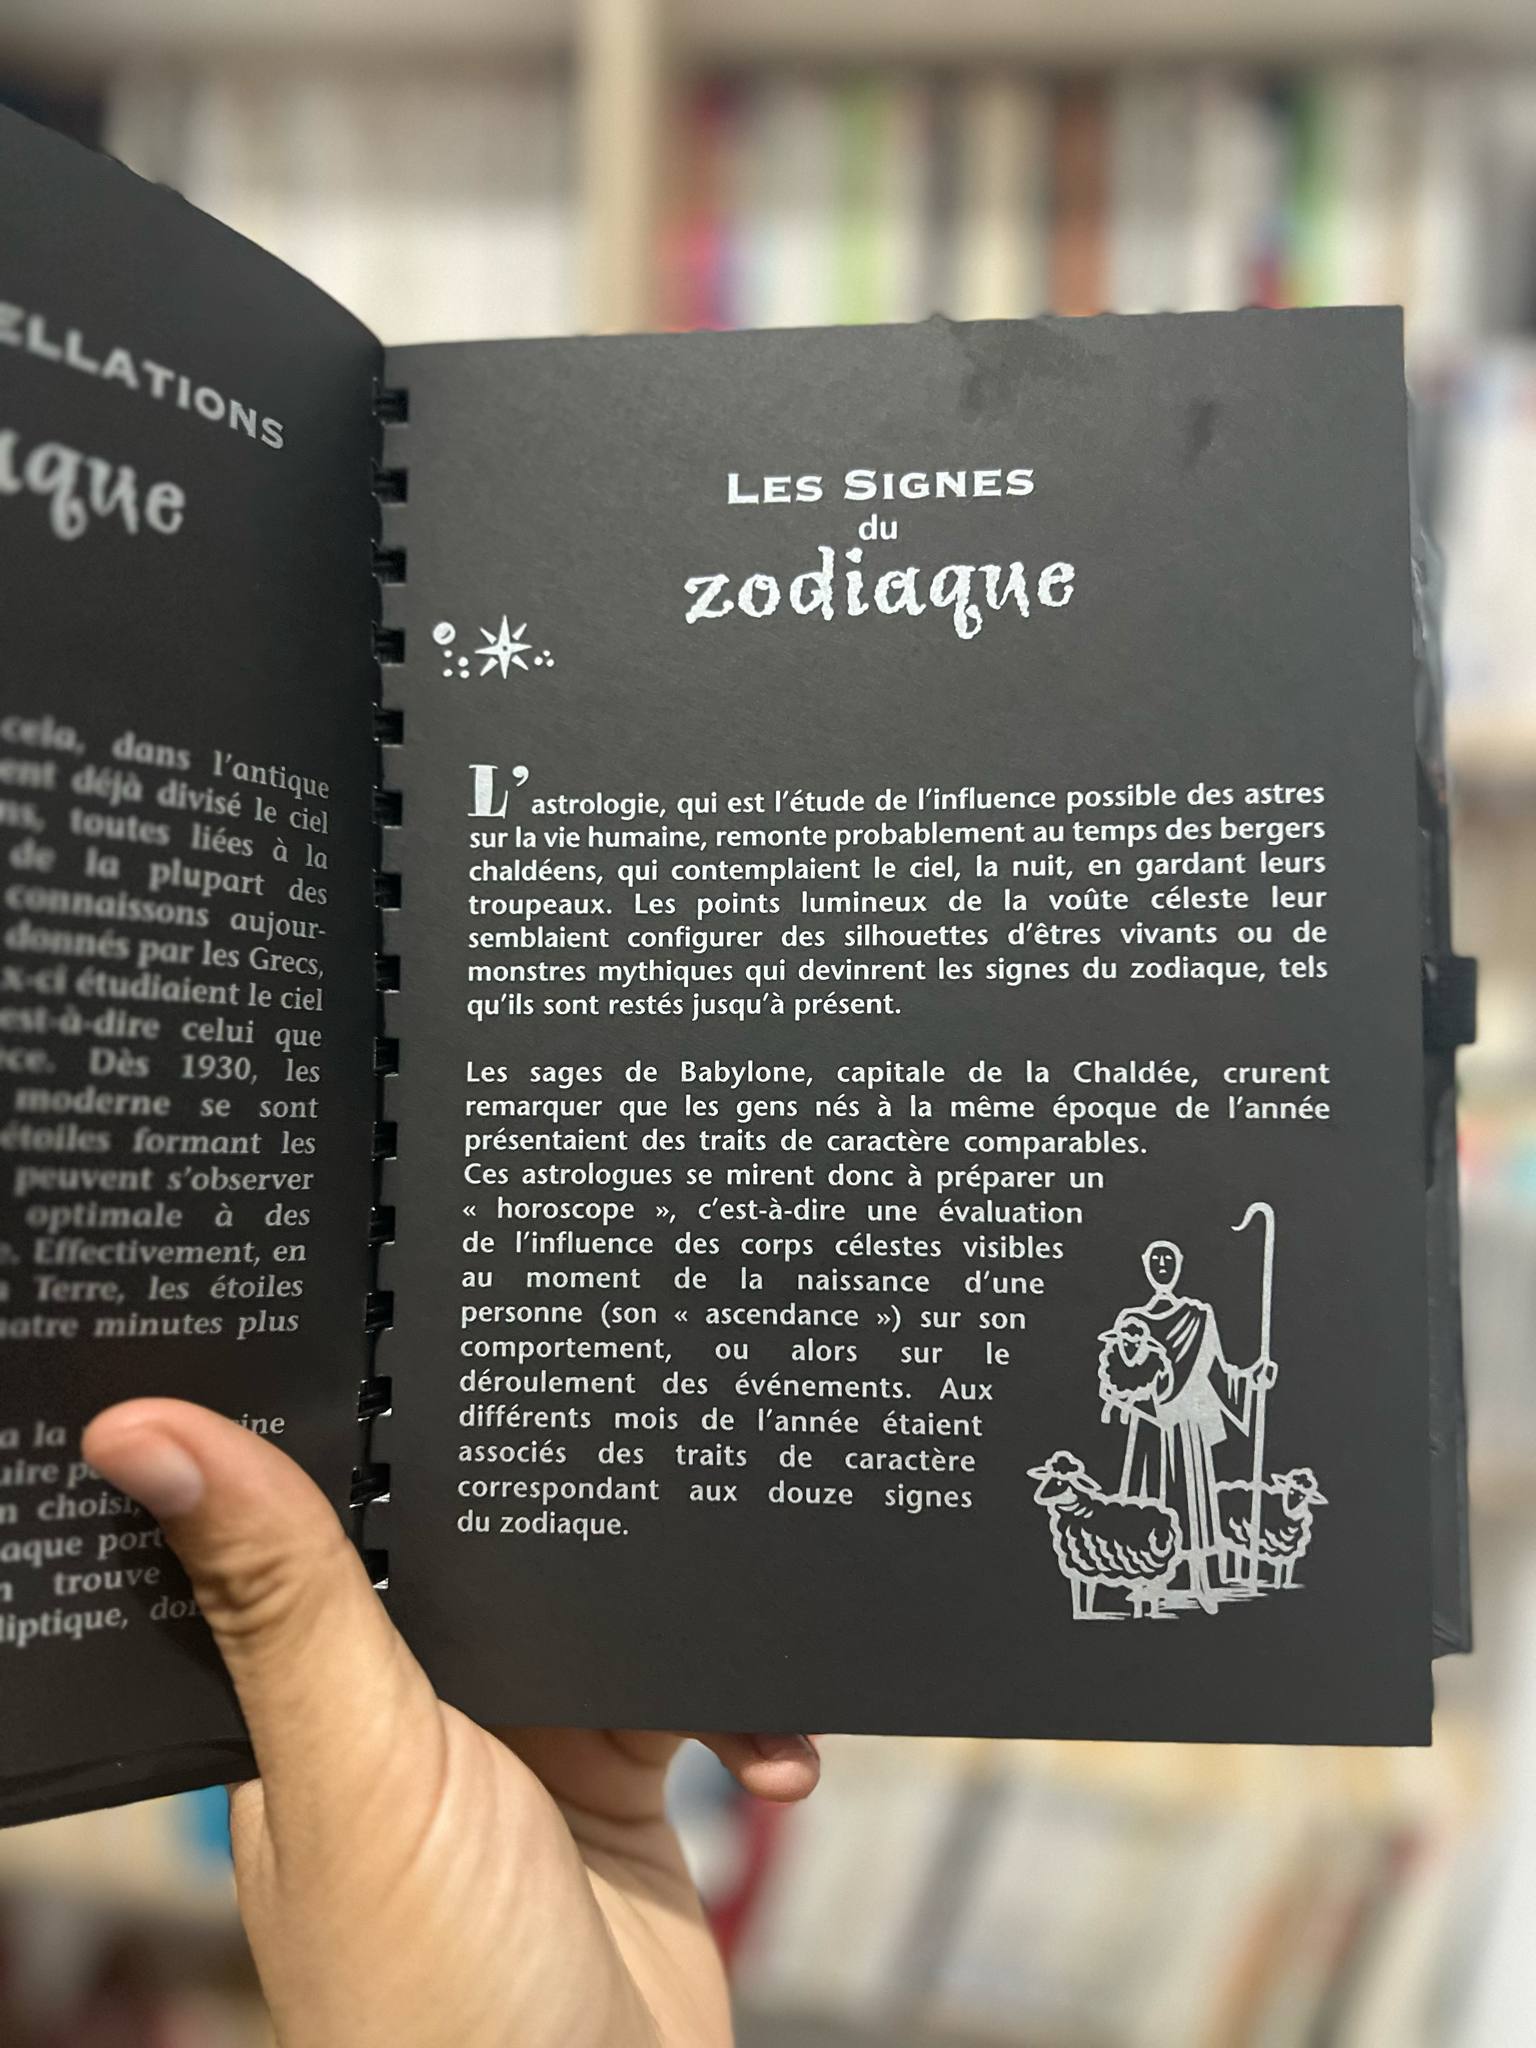 ELLATIONS
aque
cela, dans l'antique
ent déjà divisé le ciel
ns, toutes liées à la
de la plupart des
connaissons aujour-
donnés par les Grecs,
x-ci étudiaient le ciel
est-à-dire celui que
èce. Dès 1930, les
moderne se sont
étoiles formant les
peuvent s'observer
optimale à des
e. Effectivement, en
a Terre, les étoiles
uatre minutes plus
a la
ine
uire
n choisi,
aque port
n trouve
liptique,
LES SIGNES
du
zodiaque
L'astrologie, qui est l'étude de l'influence possible des astres
sur la vie humaine, remonte probablement au temps des bergers
chaldéens, qui contemplaient le ciel, la nuit, en gardant leurs
troupeaux. Les points lumineux de la voûte céleste leur
semblaient configurer des silhouettes d'êtres vivants ou de
monstres mythiques qui devinrent les signes du zodiaque, tels
qu'ils sont restés jusqu'à présent.
Les sages de Babylone, capitale de la Chaldée, crurent
remarquer que les gens nés à la même époque de l'année
présentaient des traits de caractère comparables.
Ces astrologues se mirent donc à préparer un
« horoscope », c'est-à-dire une évaluation
de l'influence des corps célestes visibles
au moment de la naissance d'une
personne (son « ascendance ») sur son
comportement, ou alors sur le
déroulement des événements. Aux
différents mois de l'année étaient
associés des traits de caractère
correspondant aux douze signes
du zodiaque.